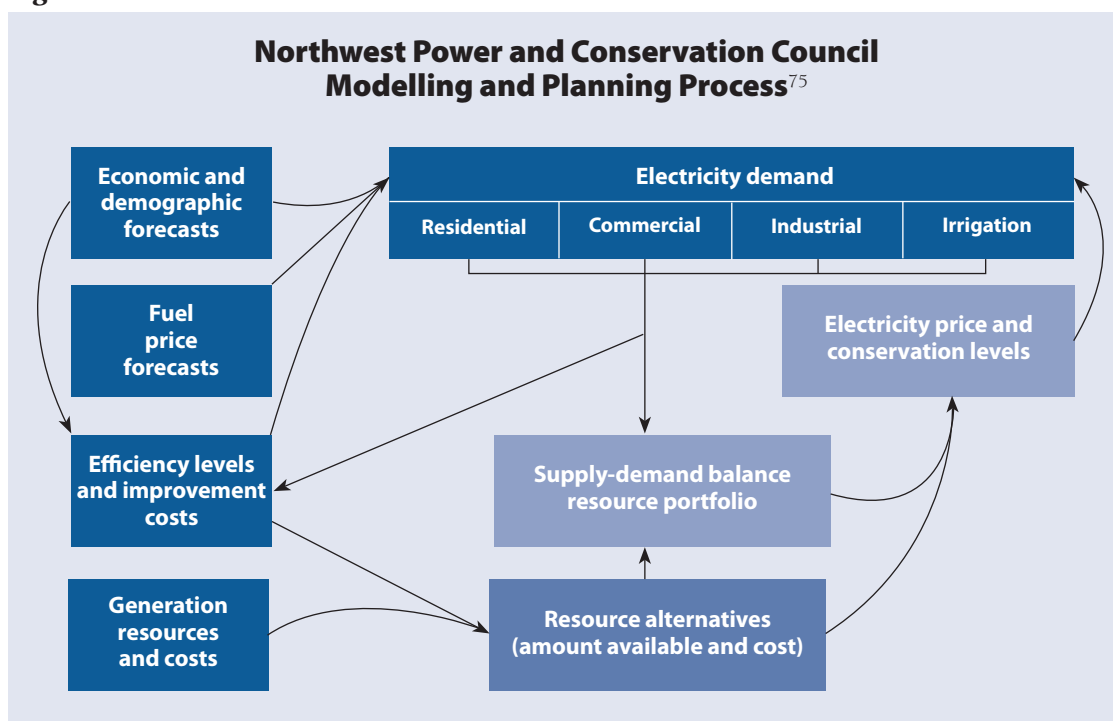 Northwest Power and Conservation Council
Modelling and Planning Process75
Economic and
demographic
forecasts
Electricity demand
Residential
Commercial
Industrial
Irrigation
Fuel
price
forecasts
Electricity price and
conservation levels
Efficiency levels
and improvement
costs
Supply-demand balance
resource portfolio
Generation
resources
and costs
Resource alternatives
(amount available and cost)